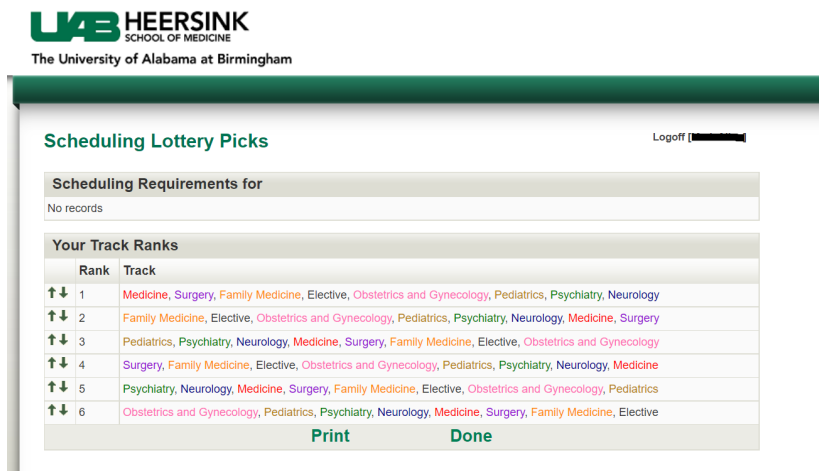 UAB HEERSINK
SCHOOL OF MEDICINE
The University of Alabama at Birmingham
Scheduling Lottery Picks
Logoff [ ]
Scheduling Requirements for
No records
Your Track Ranks
Rank Track
1 Medicine, Surgery, Family Medicine, Elective, Obstetrics and Gynecology, Pediatrics, Psychiatry, Neurology
2 Family Medicine, Elective, Obstetrics and Gynecology, Pediatrics, Psychiatry, Neurology, Medicine, Surgery
3 Pediatrics, Psychiatry, Neurology, Medicine, Surgery, Family Medicine, Elective, Obstetrics and Gynecology
4 Surgery, Family Medicine, Elective, Obstetrics and Gynecology, Pediatrics, Psychiatry, Neurology, Medicine
5 Psychiatry, Neurology, Medicine, Surgery, Family Medicine, Elective, Obstetrics and Gynecology, Pediatrics
6 Obstetrics and Gynecology, Pediatrics, Psychiatry, Neurology, Medicine, Surgery, Family Medicine, Elective
Print Done